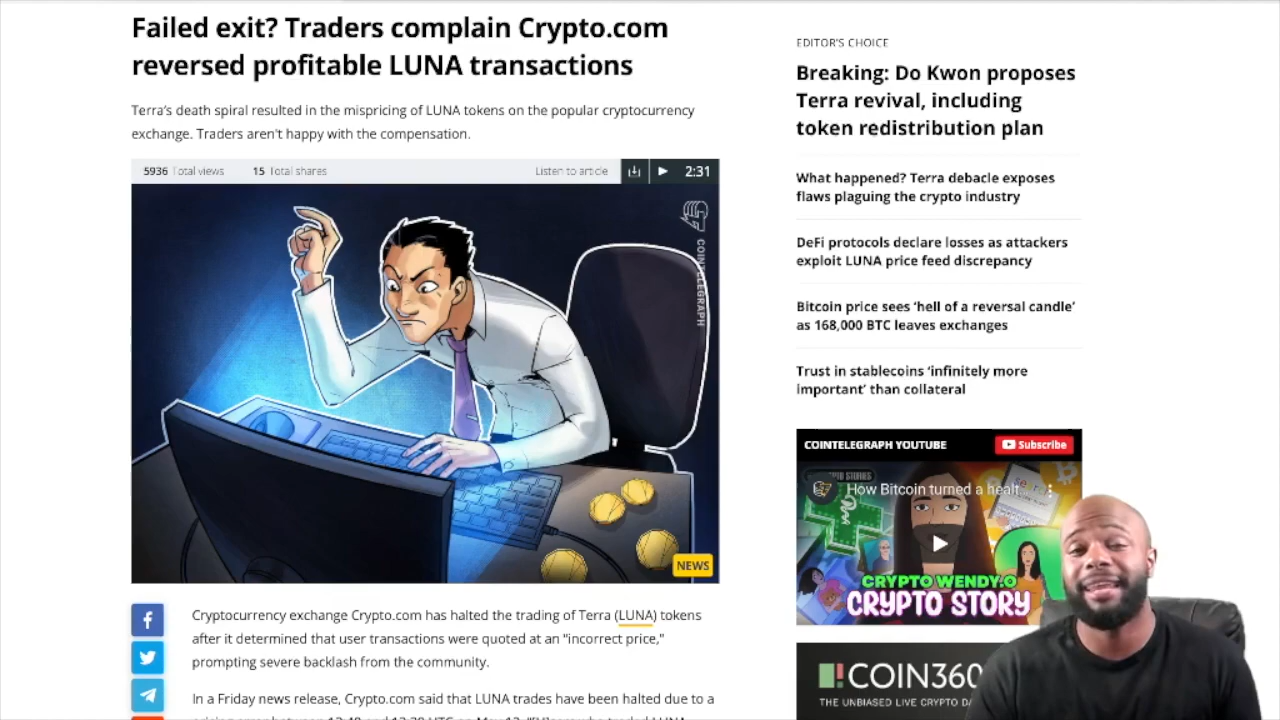 Failed exit? Traders complain Crypto.com
reversed profitable LUNA transactions
Terra's death spiral resulted in the mispricing of LUNA tokens on the popular cryptocurrency
exchange. Traders aren't happy with the compensation.
5936 Total views 15 Total shares Listen to article 2:31
COINTELEGRAPH
NEWS
Cryptocurrency exchange Crypto.com has halted the trading of Terra (LUNA) tokens
after it determined that user transactions were quoted at an “incorrect price,”
prompting severe backlash from the community.
In a Friday news release, Crypto.com said that LUNA trades have been halted due to a
EDITOR'S CHOICE
Breaking: Do Kwon proposes
Terra revival, including
token redistribution plan
What happened? Terra debacle exposes
flaws plaguing the crypto industry
DeFi protocols declare losses as attackers
exploit LUNA price feed discrepancy
Bitcoin price sees ‘hell of a reversal candle’
as 168,000 BTC leaves exchanges
Trust in stablecoins ‘infinitely more
important’ than collateral
COINTELEGRAPH YOUTUBE Subscribe
How Bitcoin turned a healt...
CRYPTO WENDY.O
CRYPTO STORY
COIN360
THE UNBIASED LIVE CRYPTO